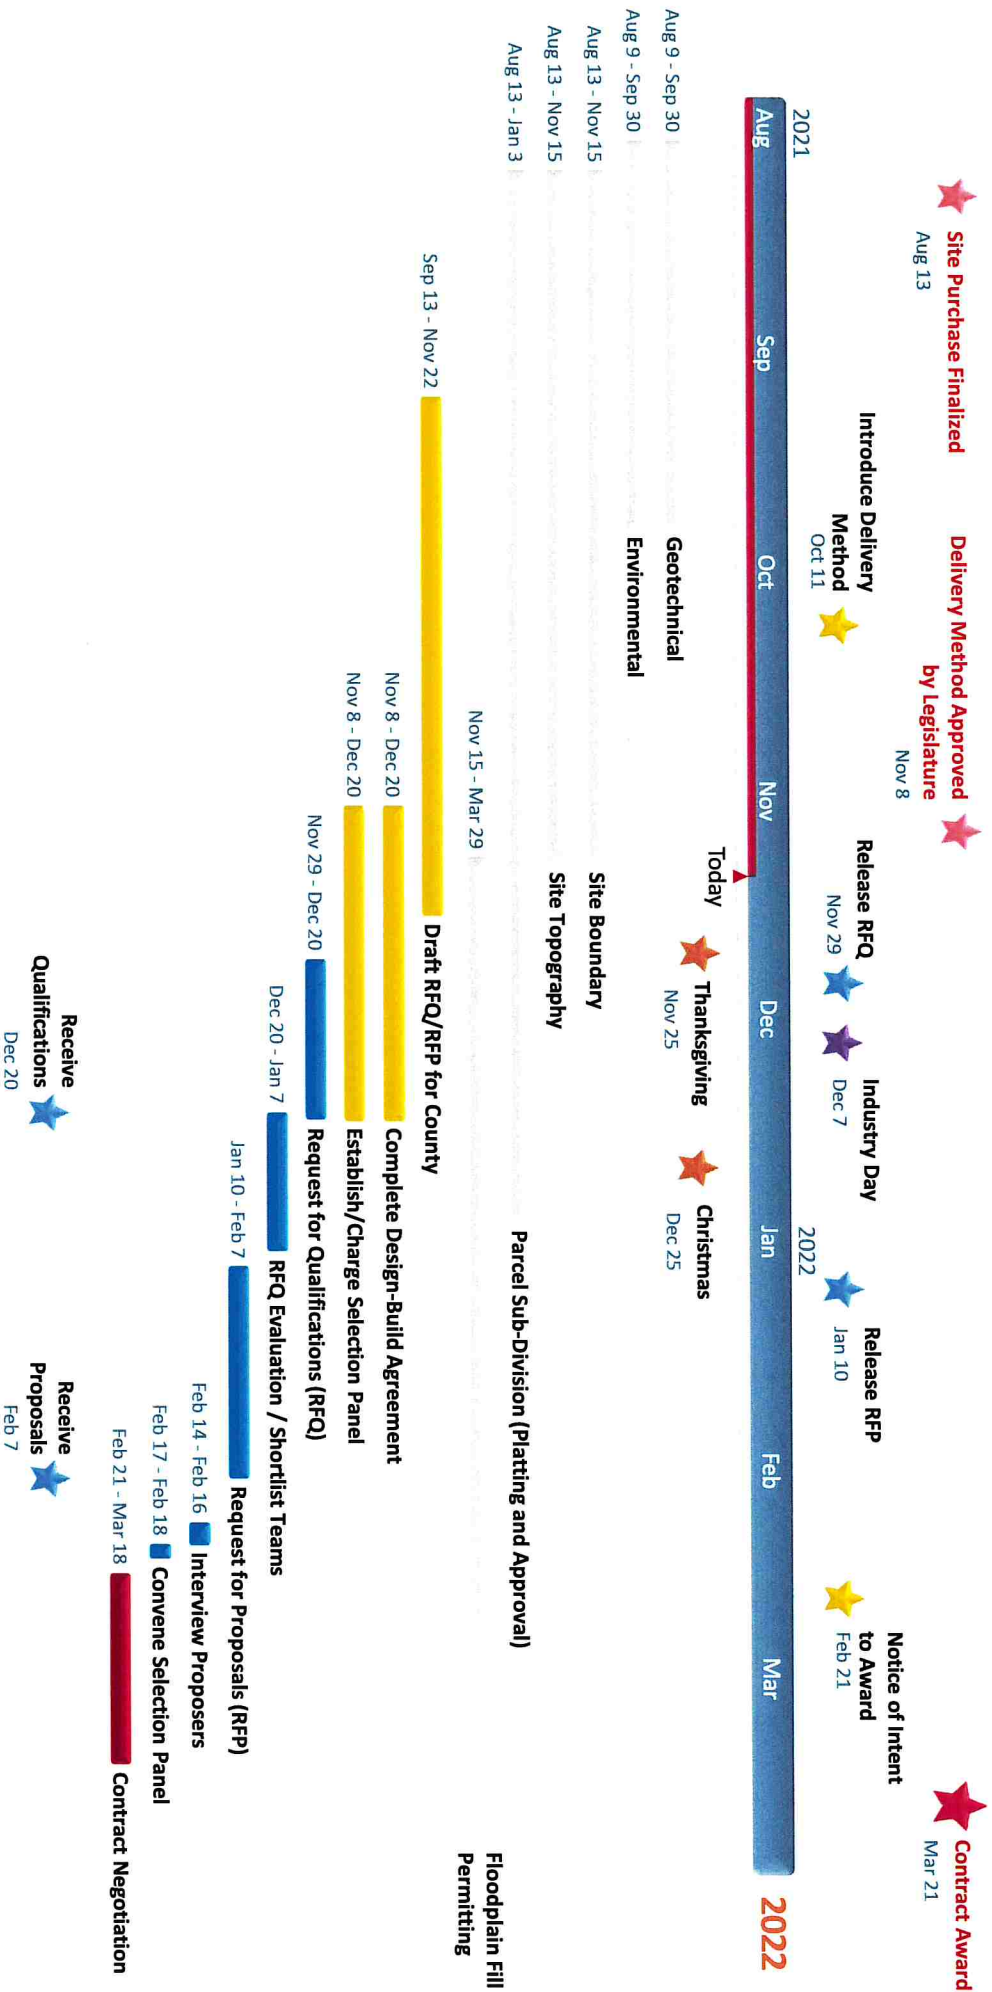 Site Purchase Finalized
Aug 13
Delivery Method Approved
by Legislature
Nov 8
Contract Award
Mar 21
Introduce Delivery
Method
Oct 11
Release RFQ
Nov 29
Industry Day
Dec 7
Release RFP
Jan 10
Notice of Intent
to Award
Feb 21
2021
2022
Aug
Sep
Oct
Nov
Dec
Jan
Feb
Mar
2022
Today
Thanksgiving
Nov 25
Christmas
Dec 25
Aug 9 - Sep 30
Geotechnical
Aug 9 - Sep 30
Environmental
Aug 13 - Nov 15
Site Boundary
Aug 13 - Nov 15
Site Topography
Aug 13 - Jan 3
Parcel Sub-Division (Platting and Approval)
Nov 15 - Mar 29
Floodplain Fill
Permitting
Sep 13 - Nov 22
Draft RFQ/RFP for County
Nov 8 - Dec 20
Complete Design-Build Agreement
Nov 8 - Dec 20
Establish/Charge Selection Panel
Nov 29 - Dec 20
Request for Qualifications (RFQ)
Dec 20 - Jan 7
RFQ Evaluation / Shortlist Teams
Jan 10 - Feb 7
Request for Proposals (RFP)
Feb 14 - Feb 16
Interview Proposers
Feb 17 - Feb 18
Convene Selection Panel
Feb 21 - Mar 18
Contract Negotiation
Receive
Qualifications
Dec 20
Receive
Proposals
Feb 7